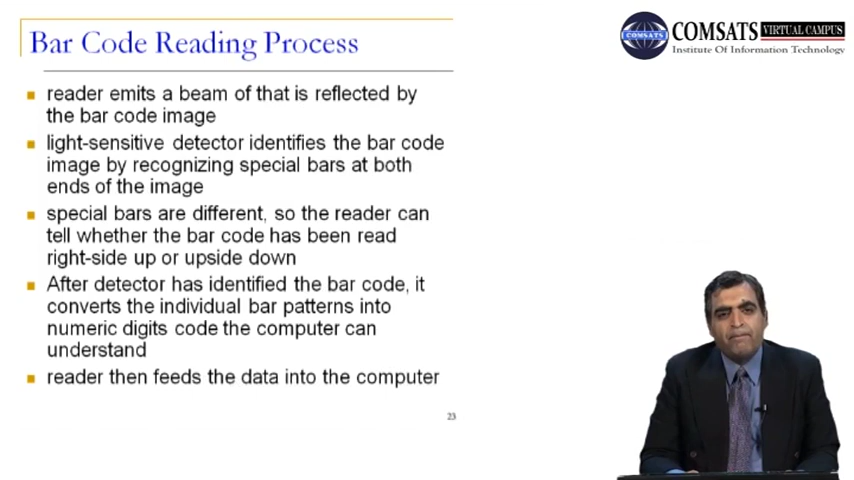 Bar Code Reading Process
reader emits a beam of that is reflected by
the bar code image
light-sensitive detector identifies the bar code
image by recognizing special bars at both
ends of the image
special bars are different, so the reader can
tell whether the bar code has been read
right-side up or upside down
After detector has identified the bar code, it
converts the individual bar patterns into
numeric digits code the computer can
understand
reader then feeds the data into the computer
23
COMSATS COMSATS VIRTUAL CAMPUS
Institute Of Information Technology